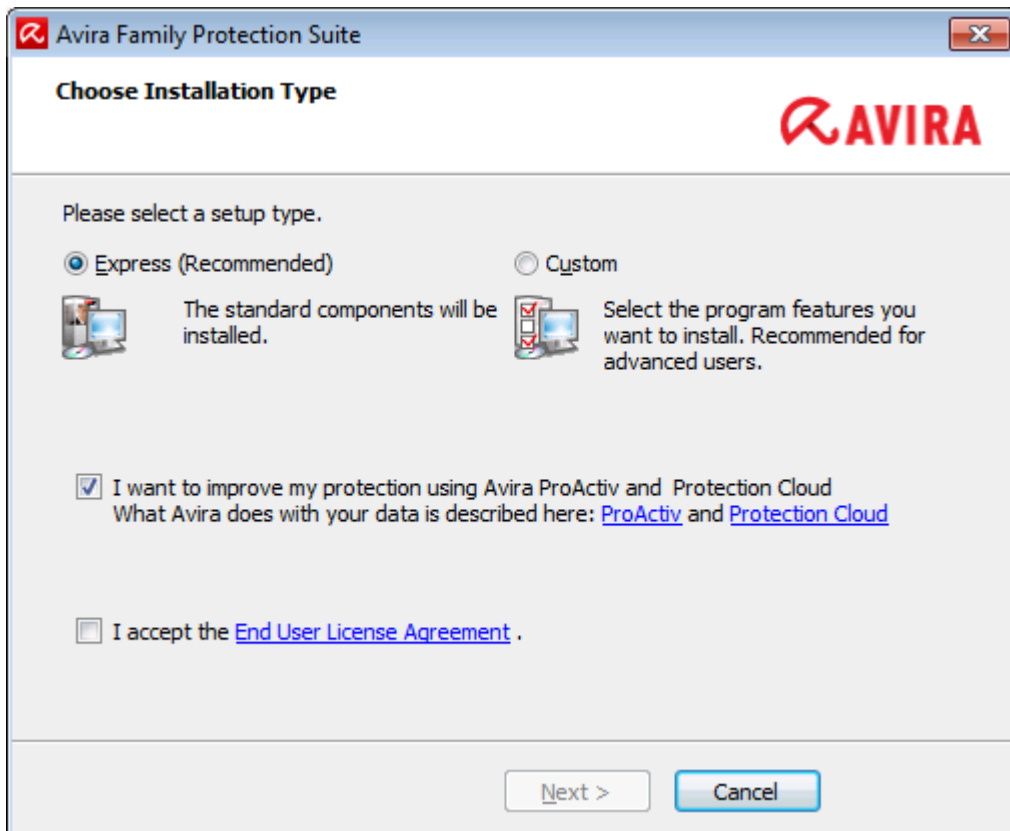 Avira Family Protection Suite
Choose Installation Type
AVIRA
Please select a setup type.
Express (Recommended)
The standard components will be
installed.
Custom
Select the program features you
want to install. Recommended for
advanced users.
I want to improve my protection using Avira ProActiv and  Protection Cloud
What Avira does with your data is described here: ProActiv and Protection Cloud
I accept the End User License Agreement .
Next >
Cancel